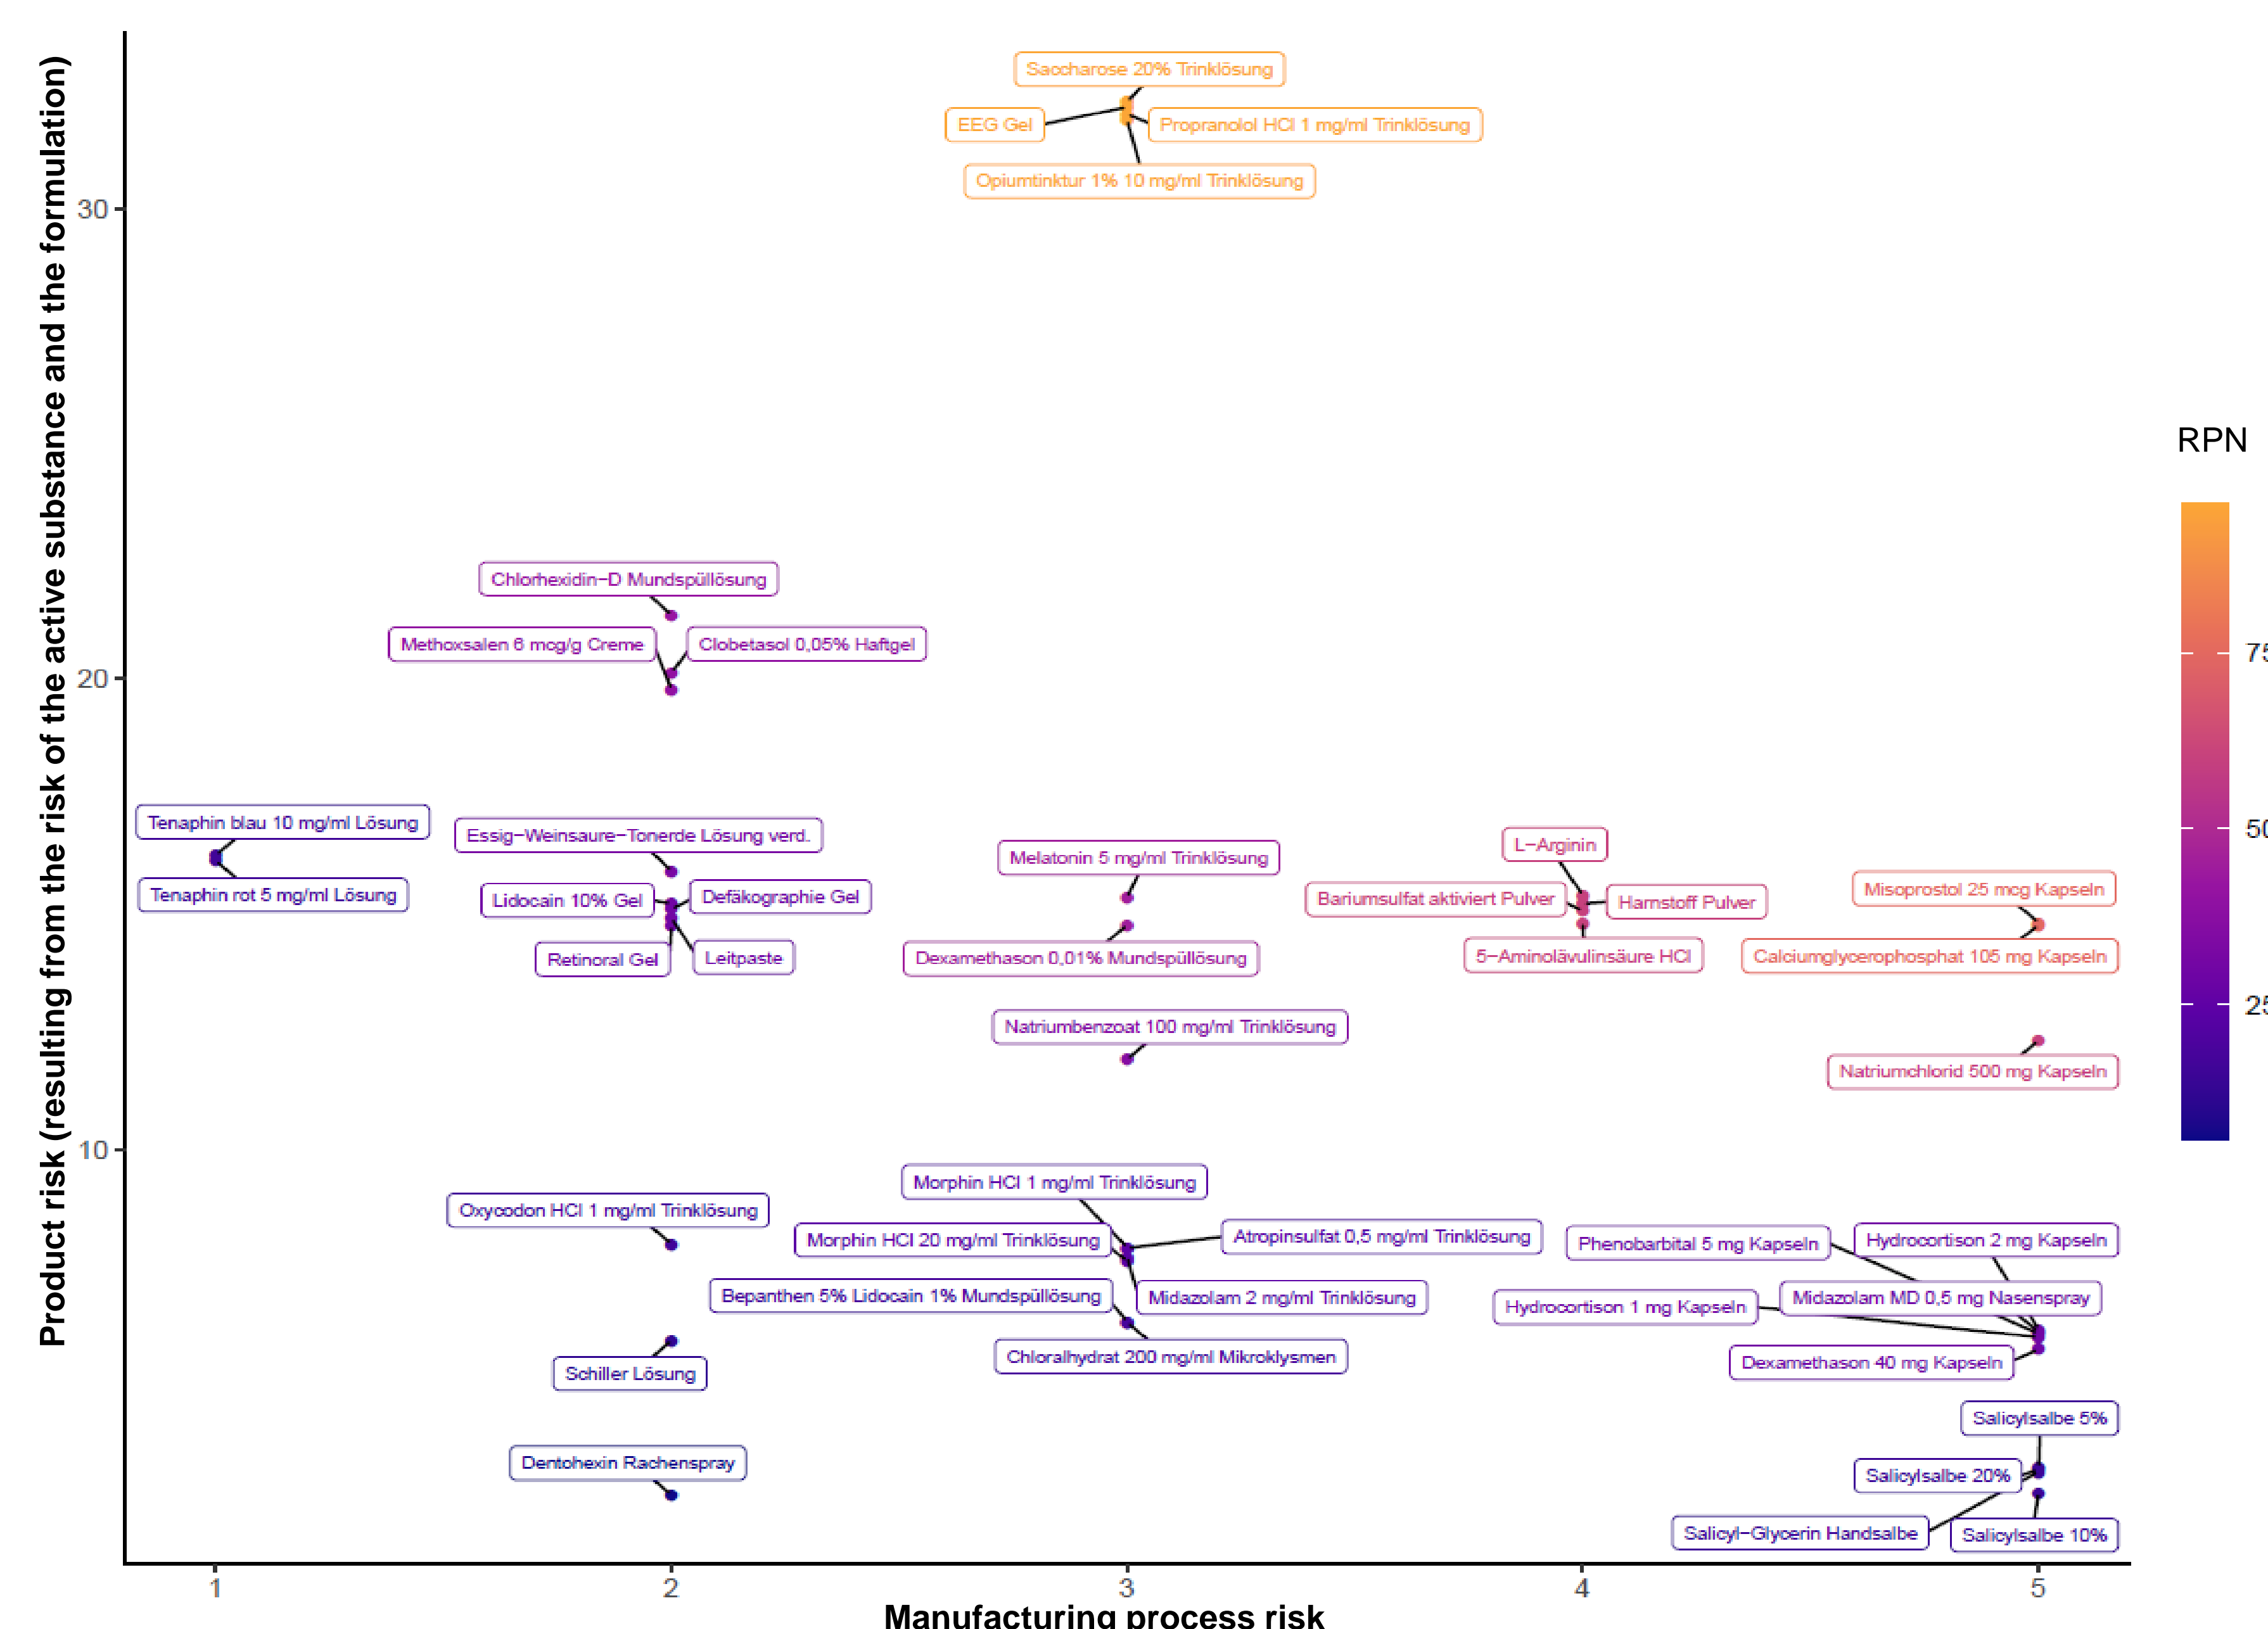 Product risk (resulting from the risk of the active substance and the formulation)
30
20
10
Saccharose 20% Trinklösung
EEG Gel
Propranolol HCl 1 mg/ml Trinklösung
Opiumtinktur 1% 10 mg/ml Trinklösung
Chlorhexidin−D Mundspüllösung
Methoxsalen 6 mcg/g Creme
Clobetasol 0,05% Haftgel
Tenaphin blau 10 mg/ml Lösung
Tenaphin rot 5 mg/ml Lösung
Essig−Weinsaure−Tonerde Lösung verd.
Lidocain 10% Gel
Defäkographie Gel
Retinoral Gel
Leitpaste
Melatonin 5 mg/ml Trinklösung
Dexamethason 0,01% Mundspüllösung
Natriumbenzoat 100 mg/ml Trinklösung
L−Arginin
Bariumsulfat aktiviert Pulver
Harnstoff Pulver
5−Aminolävulinsäure HCl
Misoprostol 25 mcg Kapseln
Calciumglycerophosphat 105 mg Kapseln
Natriumchlorid 500 mg Kapseln
Oxycodon HCl 1 mg/ml Trinklösung
Morphin HCl 1 mg/ml Trinklösung
Morphin HCl 20 mg/ml Trinklösung
Atropinsulfat 0,5 mg/ml Trinklösung
Bepanthen 5% Lidocain 1% Mundspüllösung
Midazolam 2 mg/ml Trinklösung
Chloralhydrat 200 mg/ml Mikroklysmen
Phenobarbital 5 mg Kapseln
Hydrocortison 2 mg Kapseln
Hydrocortison 1 mg Kapseln
Midazolam MD 0,5 mg Nasenspray
Dexamethason 40 mg Kapseln
Schiller Lösung
Dentohexin Rachenspray
Salicylsalbe 5%
Salicylsalbe 20%
Salicyl−Glycerin Handsalbe
Salicylsalbe 10%
1
2
3
4
5
Manufacturing process risk
RPN
75
50
25